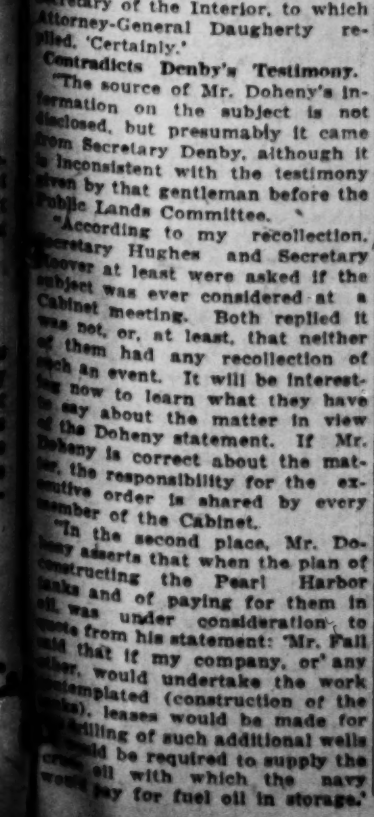 Secretary of the Interior, to which
Attorney-General Daugherty re-
plied, 'Certainly.'
Contradicts Denby's Testimony.
"The source of Mr. Doheny's in-
formation on the subject is not
disclosed, but presumably it came
from Secretary Denby, although it
is inconsistent with the testimony
given by that gentleman before the
Public Lands Committee.
"According to my recollection,
Secretary Hughes and Secretary
Hoover at least were asked if the
subject was ever considered at a
Cabinet meeting. Both replied it
was not, or, at least, that neither
of them had any recollection of
such an event. It will be interest-
ing now to learn what they have
to say about the matter in view
of the Doheny statement. If Mr.
Doheny is correct about the mat-
ter, the responsibility for the ex-
ecutive order is shared by every
member of the Cabinet.
"In the second place, Mr. Do-
heny asserts that when the plan of
constructing the Pearl Harbor
tanks and of paying for them in
oil was under consideration, to
quote from his statement: 'Mr. Fall
said that if my company, or any
other, would undertake the work
contemplated (construction of the
tanks), leases would be made for
drilling of such additional wells
would be required to supply the
crude oil with which the navy
would pay for fuel oil in storage.'